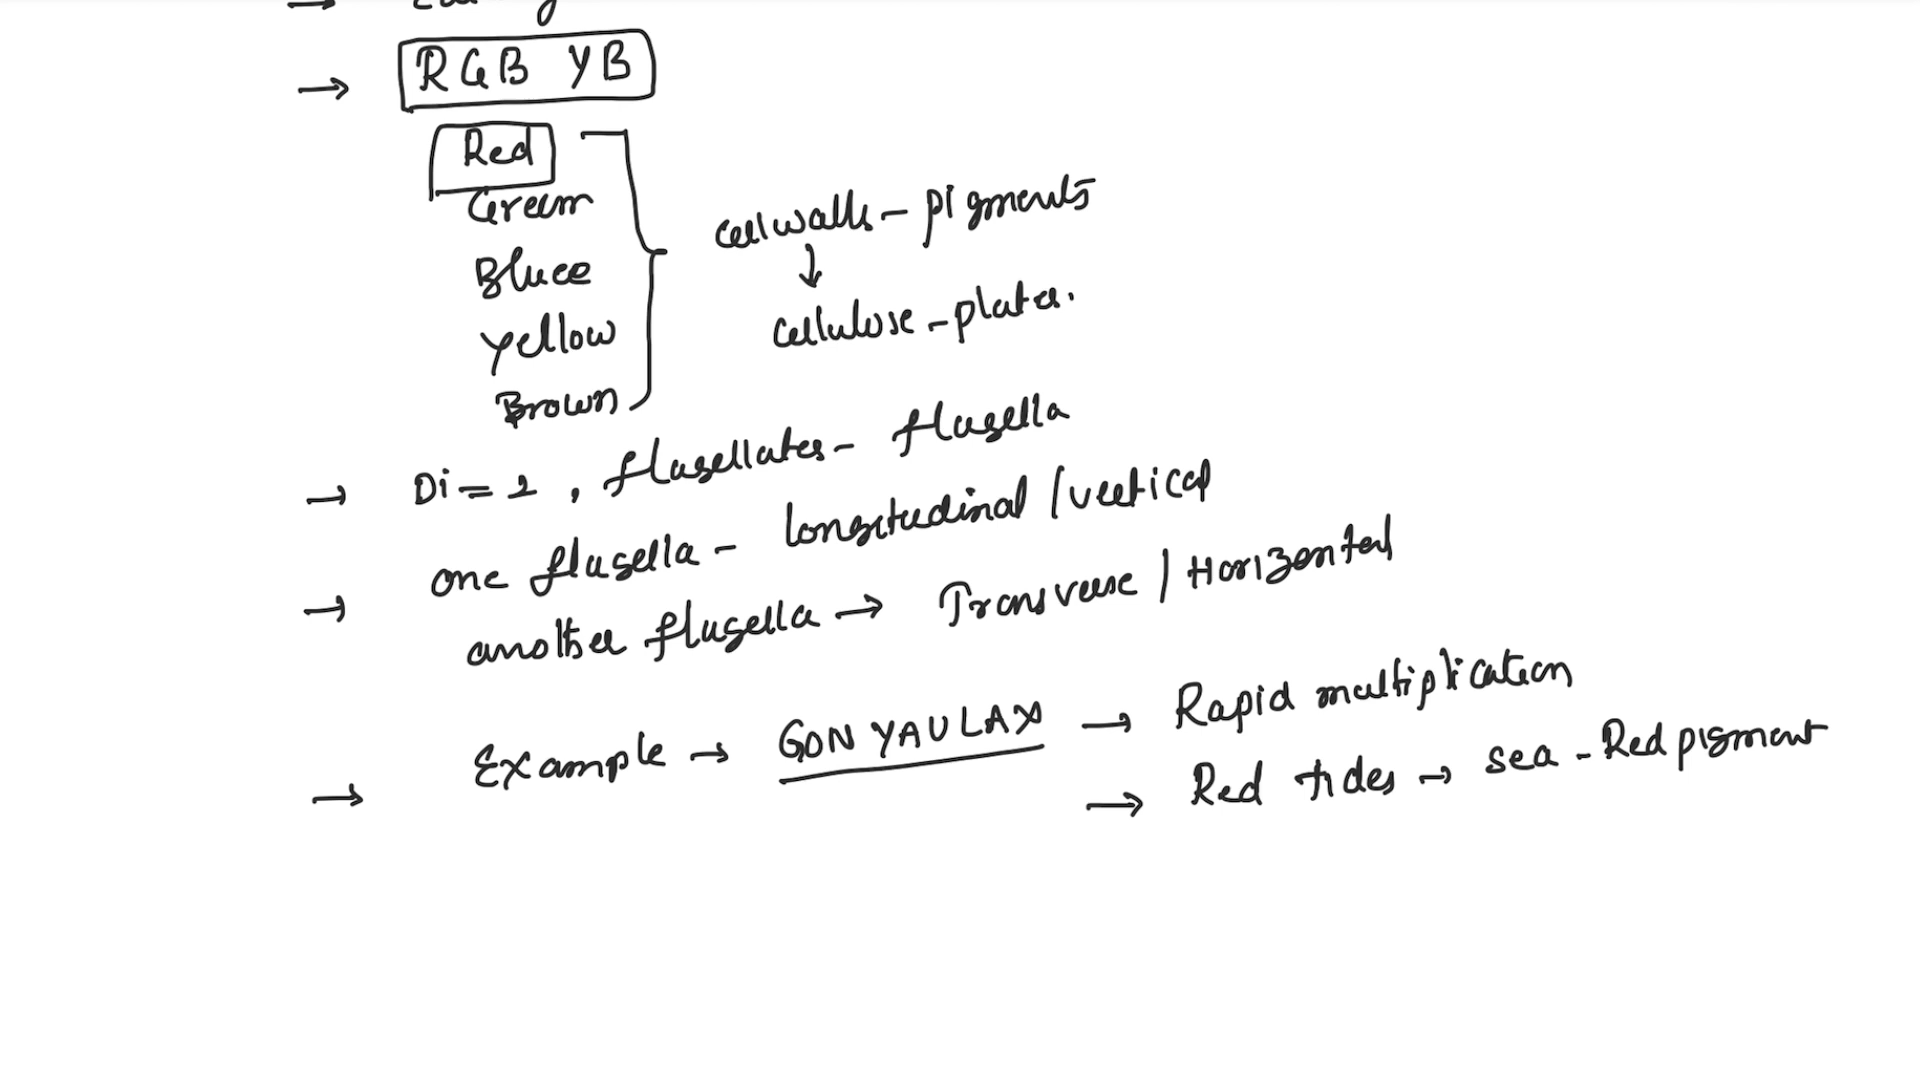 → RGB YB
Red
Green
Bluee
yellow
Brown
cellwalls - pigments
↓
cellulose - plates.
→ Di = 2 , flagellates - flagella
→ one flagella - longitudinal / vertical
another flagella → Transverse / Horizontal
→ Example → GONYAULAX → Rapid multiplication
→ Red tides → sea - Red pigment